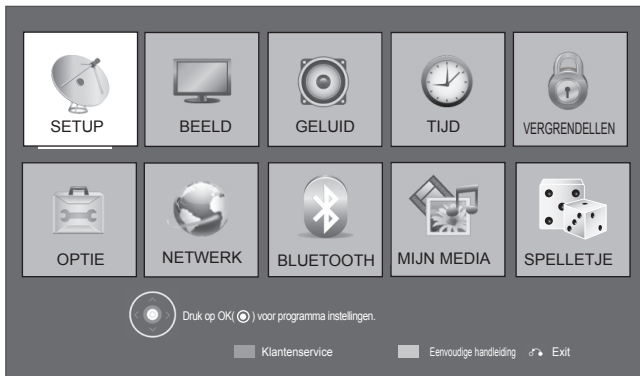 SETUP BEELD GELUID TIJD VERGRENDELLEN
OPTIE NETWERK BLUETOOTH MIJN MEDIA SPELLETJE
Druk op OK( ) voor programma instellingen.
Klantenservice Eenvoudige handleiding Exit